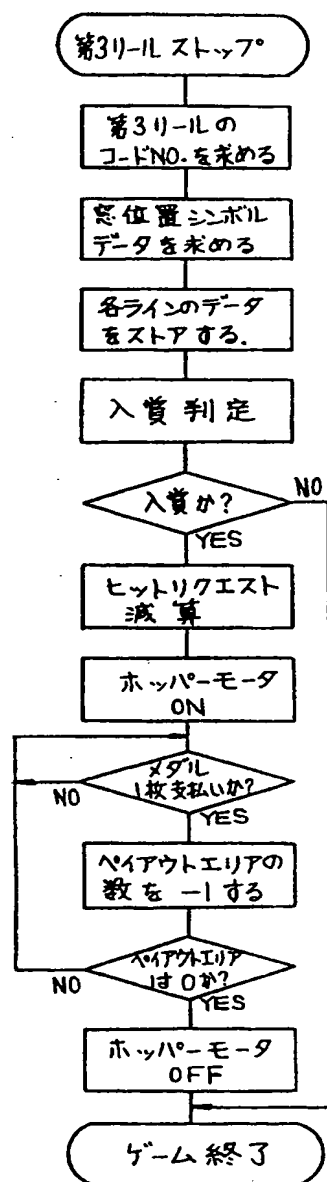 第3リール ストップ
第3リールの
コードNO.を求める
窓位置シンボル
データを求める
各ラインのデータ
をストアする.
入賞判定
入賞か?
NO
YES
ヒットリクエスト
減算
ホッパーモータ
ON
メダル
1枚支払いか?
NO
YES
ペイアウトエリアの
数を -1する
ペイアウトエリア
は0か?
NO
YES
ホッパーモータ
OFF
ゲーム終了